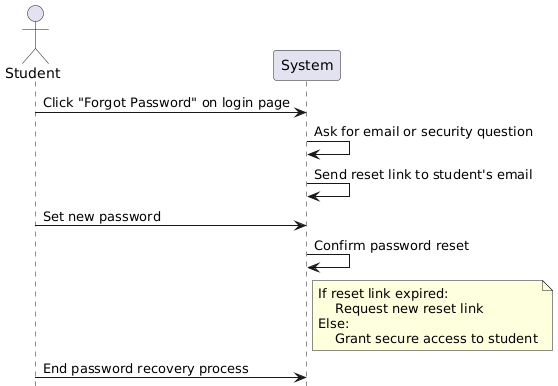 Student
System
Click "Forgot Password" on login page
Ask for email or security question
Send reset link to student's email
Set new password
Confirm password reset
If reset link expired:
Request new reset link
Else:
Grant secure access to student
End password recovery process